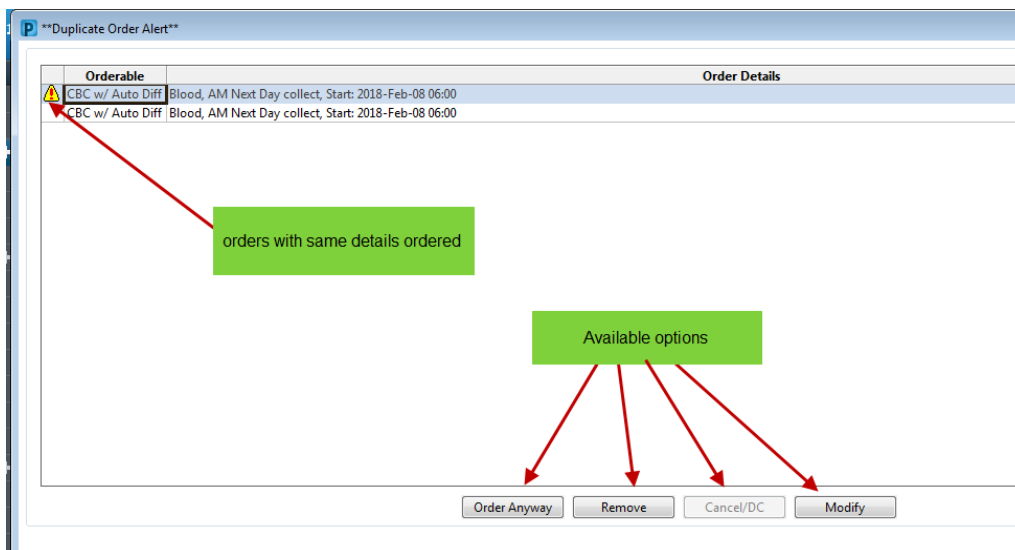 P **Duplicate Order Alert**
Orderable Order Details
CBC w/ Auto Diff Blood, AM Next Day collect, Start: 2018-Feb-08 06:00
CBC w/ Auto Diff Blood, AM Next Day collect, Start: 2018-Feb-08 06:00
orders with same details ordered
Available options
Order Anyway Remove Cancel/DC Modify